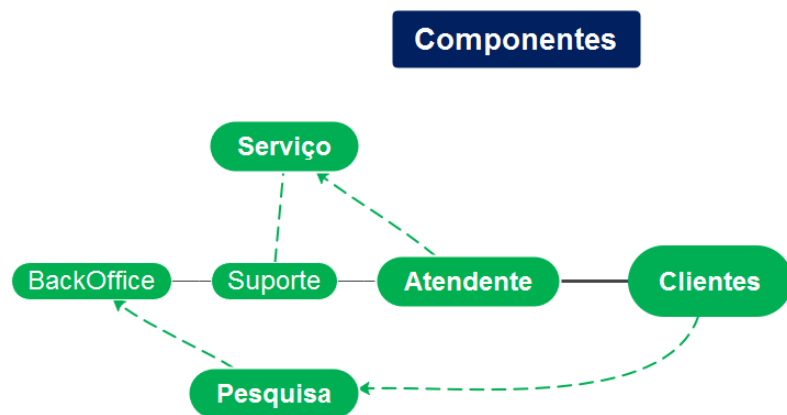 Componentes
Serviço
BackOffice
Suporte
Atendente
Clientes
Pesquisa